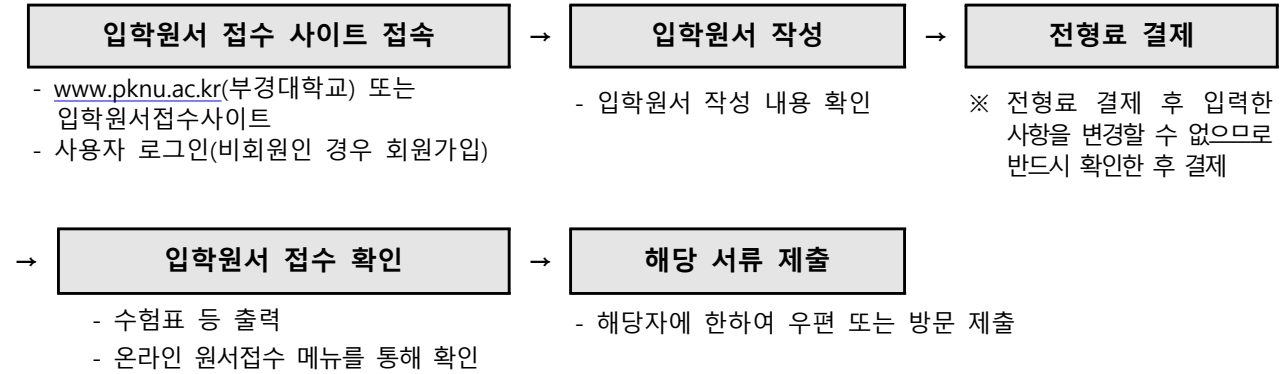 입학원서 접수 사이트 접속 → 입학원서 작성 → 전형료 결제
- www.pknu.ac.kr(부경대학교) 또는
입학원서접수사이트
- 사용자 로그인(비회원인 경우 회원가입)
- 입학원서 작성 내용 확인
※ 전형료 결제 후 입력한
사항을 변경할 수 없으므로
반드시 확인한 후 결제
→ 입학원서 접수 확인 → 해당 서류 제출
- 수험표 등 출력
- 온라인 원서접수 메뉴를 통해 확인
- 해당자에 한하여 우편 또는 방문 제출